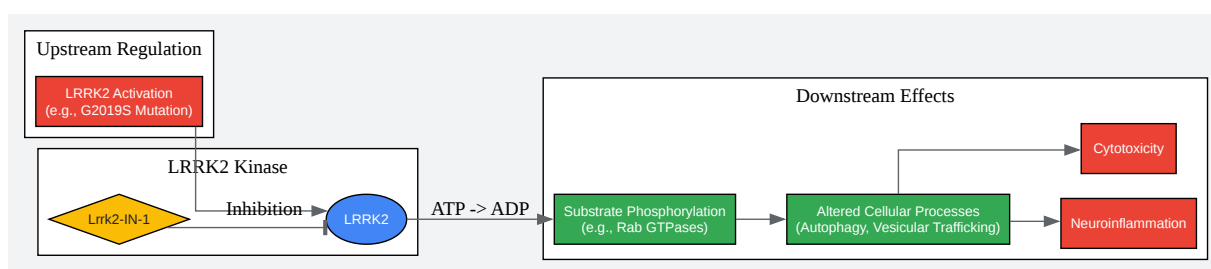 Upstream Regulation
LRRK2 Activation
(e.g., G2019S Mutation)
LRRK2 Kinase
Lrrk2-IN-1
Inhibition
LRRK2
ATP -> ADP
Downstream Effects
Substrate Phosphorylation
(e.g., Rab GTPases)
Altered Cellular Processes
(Autophagy, Vesicular Trafficking)
Cytotoxicity
Neuroinflammation